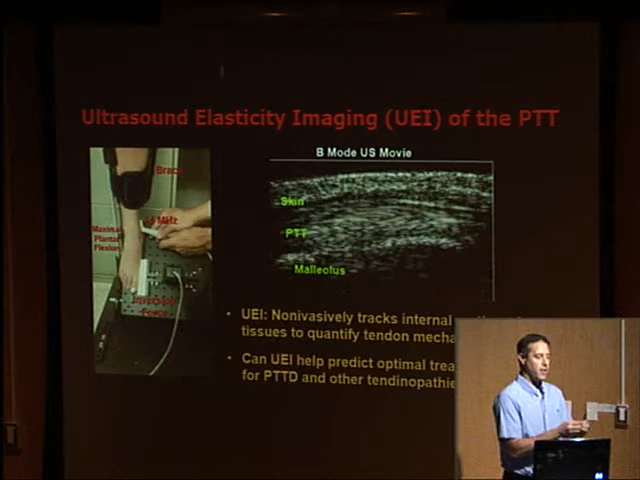 Ultrasound Elasticity Imaging (UEI) of the PTT
B Mode US Movie
Brace
MHz
Maximal
Plantar
Flexion
Inversion
Force
Skin
PTT
Malleolus
• UEI: Nonivasively tracks internal
tissues to quantify tendon mecha
• Can UEI help predict optimal trea
for PTTD and other tendinopathie